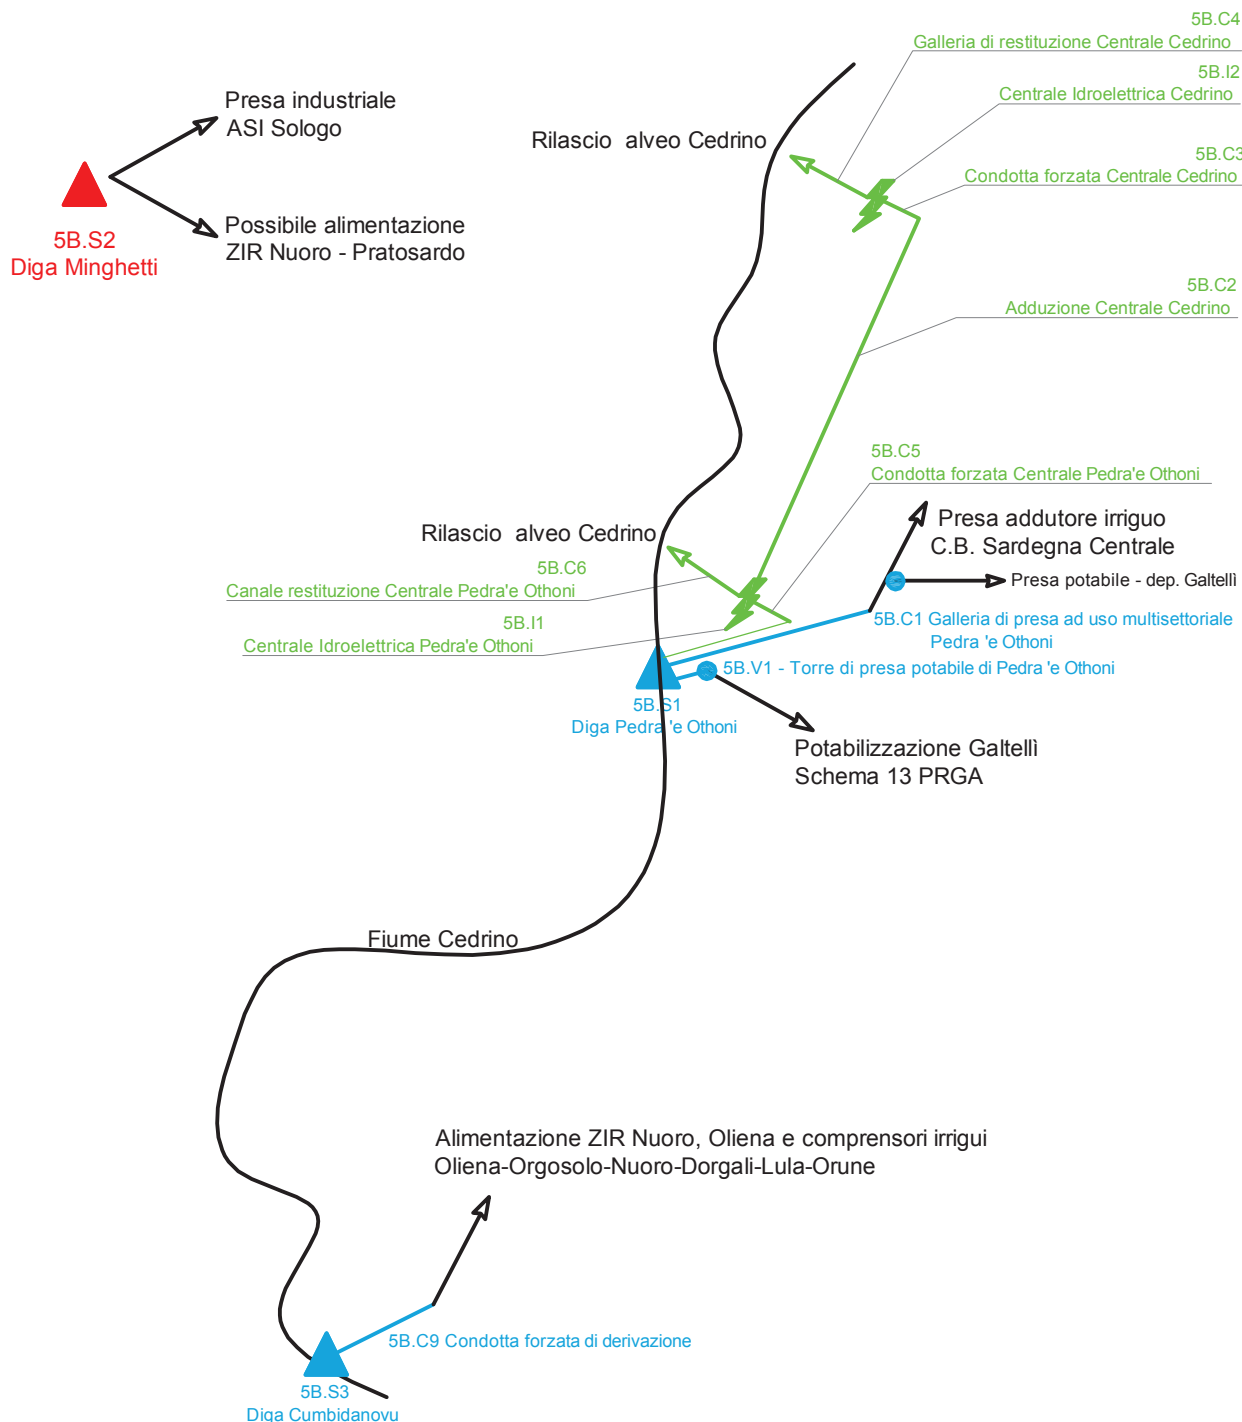 5B.C4
Galleria di restituzione Centrale Cedrino
5B.I2
Centrale Idroelettrica Cedrino
Presa industriale
ASI Sologo
Rilascio alveo Cedrino
5B.C3
Condotta forzata Centrale Cedrino
Possibile alimentazione
ZIR Nuoro - Pratosardo
5B.S2
Diga Minghetti
5B.C2
Adduzione Centrale Cedrino
5B.C5
Condotta forzata Centrale Pedra'e Othoni
Rilascio alveo Cedrino
Presa addutore irriguo
C.B. Sardegna Centrale
5B.C6
Canale restituzione Centrale Pedra'e Othoni
Presa potabile - dep. Galtellì
5B.I1
Centrale Idroelettrica Pedra'e Othoni
5B.C1 Galleria di presa ad uso multisettoriale
Pedra 'e Othoni
5B.V1 - Torre di presa potabile di Pedra 'e Othoni
5B.S1
Diga Pedra 'e Othoni
Potabilizzazione Galtellì
Schema 13 PRGA
Fiume Cedrino
Alimentazione ZIR Nuoro, Oliena e comprensori irrigui
Oliena-Orgosolo-Nuoro-Dorgali-Lula-Orune
5B.C9 Condotta forzata di derivazione
5B.S3
Diga Cumbidanovu